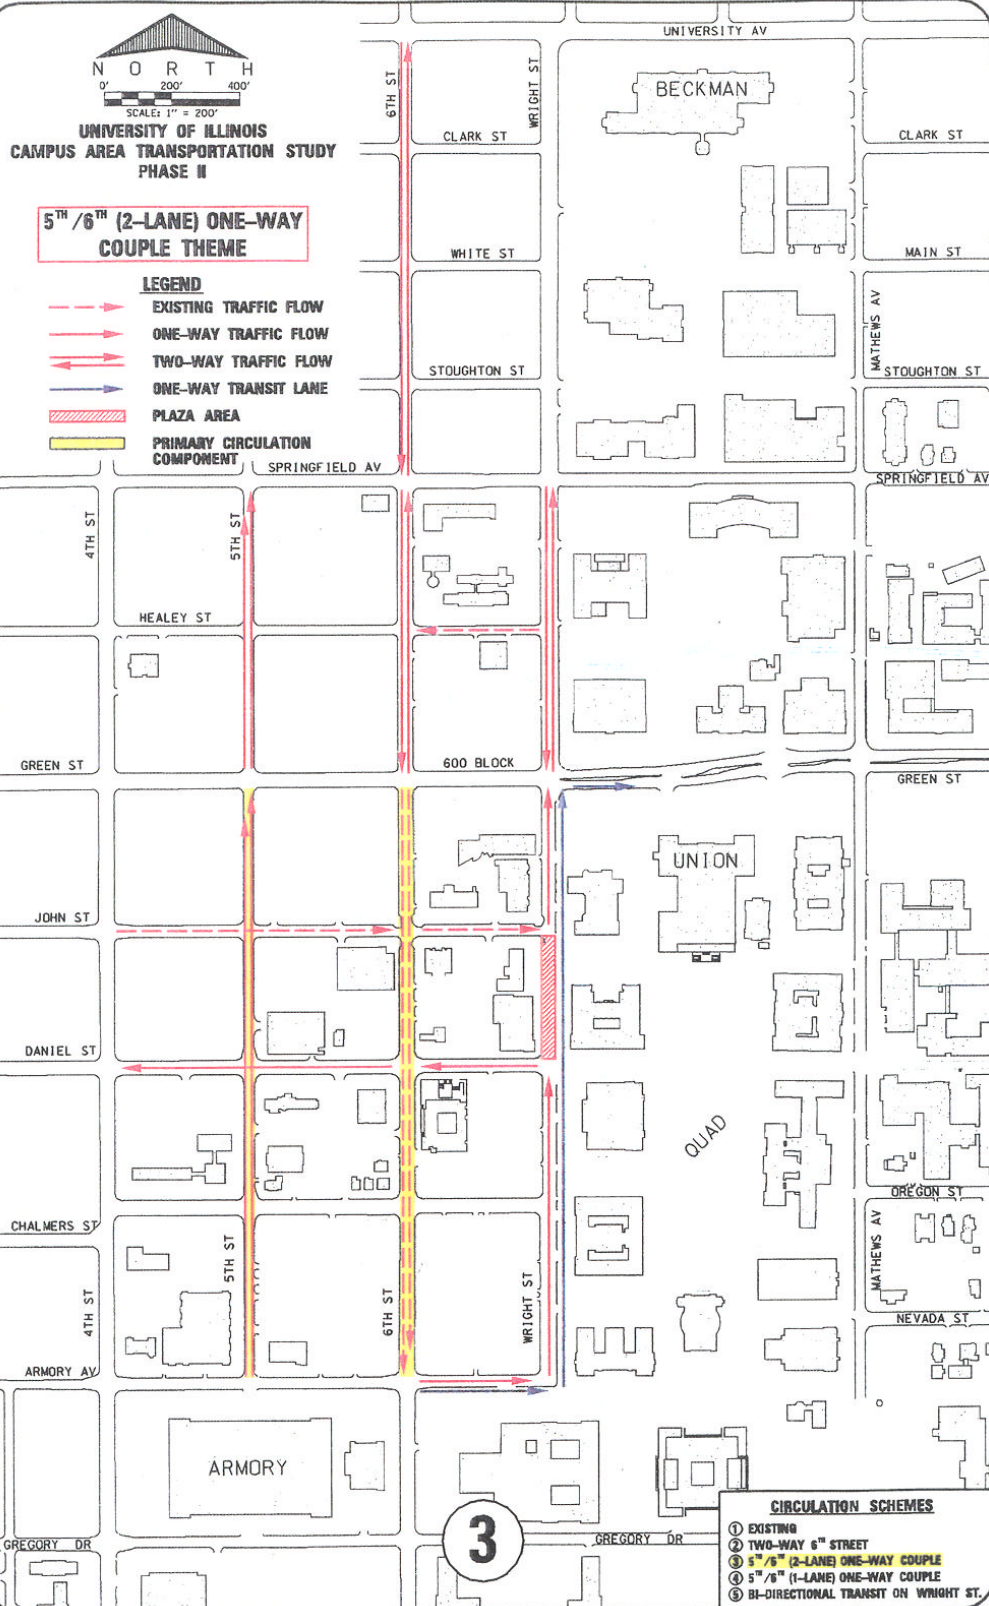 UNIVERSITY AV
N O R T H
0' 200' 400'
SCALE: 1" = 200'
UNIVERSITY OF ILLINOIS
CAMPUS AREA TRANSPORTATION STUDY
PHASE II
5TH/6TH (2-LANE) ONE-WAY
COUPLE THEME
LEGEND
EXISTING TRAFFIC FLOW
ONE-WAY TRAFFIC FLOW
TWO-WAY TRAFFIC FLOW
ONE-WAY TRANSIT LANE
PLAZA AREA
PRIMARY CIRCULATION
COMPONENT
6TH ST
WRIGHT ST
BECKMAN
CLARK ST
CLARK ST
WHITE ST
MAIN ST
MATHEWS AV
STOUGHTON ST
STOUGHTON ST
SPRINGFIELD AV
SPRINGFIELD AV
4TH ST
5TH ST
HEALEY ST
GREEN ST
600 BLOCK
GREEN ST
UNION
JOHN ST
DANIEL ST
QUAD
OREGON ST
CHALMERS ST
MATHEWS AV
5TH ST
4TH ST
6TH ST
WRIGHT ST
NEVADA ST
ARMORY AV
ARMORY
GREGORY DR
3
GREGORY DR
CIRCULATION SCHEMES
1 EXISTING
2 TWO-WAY 6TH STREET
3 5TH/6TH (2-LANE) ONE-WAY COUPLE
4 5TH/6TH (1-LANE) ONE-WAY COUPLE
5 BI-DIRECTIONAL TRANSIT ON WRIGHT ST.